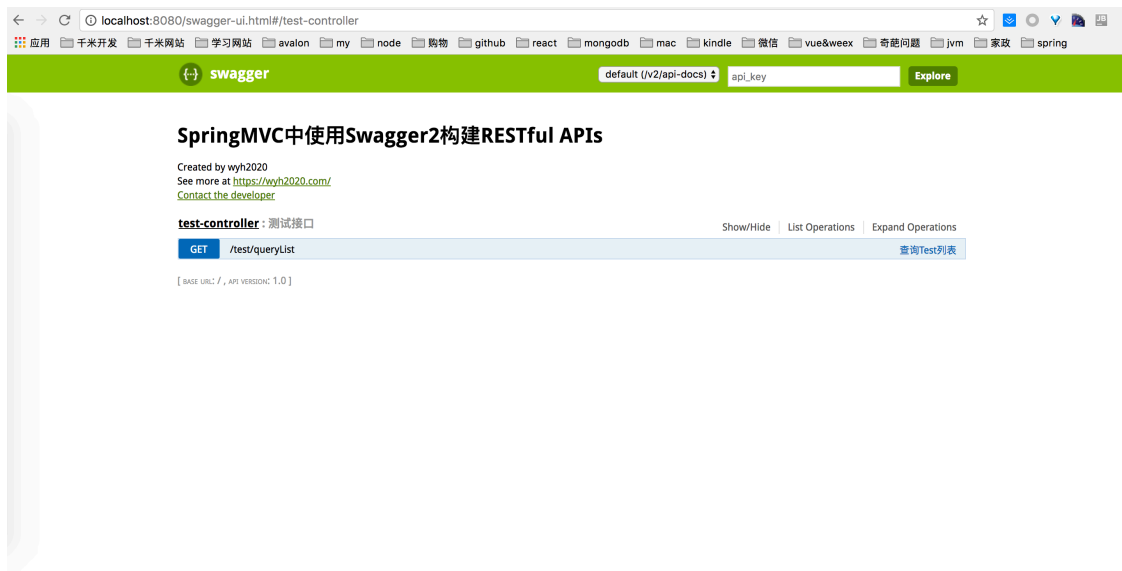 localhost:8080/swagger-ui.html#/test-controller
应用 千米开发 千米网站 学习网站 avalon my node 购物 github react mongodb mac kindle 微信 vue&weex 奇葩问题 jvm 家政 spring
{··} swagger default (/v2/api-docs) api_key Explore
SpringMVC中使用Swagger2构建RESTful APIs
Created by wyh2020
See more at https://wyh2020.com/
Contact the developer
test-controller : 测试接口 Show/Hide List Operations Expand Operations
GET /test/queryList 查询Test列表
[ BASE URL: / , API VERSION: 1.0 ]